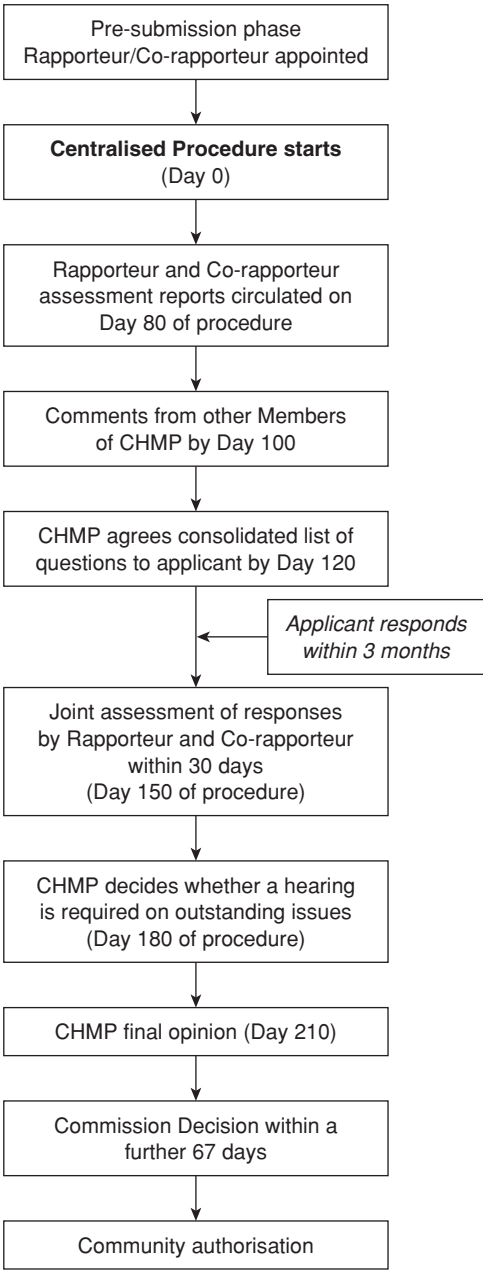 Pre-submission phase
Rapporteur/Co-rapporteur appointed
Centralised Procedure starts
(Day 0)
Rapporteur and Co-rapporteur
assessment reports circulated on
Day 80 of procedure
Comments from other Members
of CHMP by Day 100
CHMP agrees consolidated list of
questions to applicant by Day 120
Applicant responds
within 3 months
Joint assessment of responses
by Rapporteur and Co-rapporteur
within 30 days
(Day 150 of procedure)
CHMP decides whether a hearing
is required on outstanding issues
(Day 180 of procedure)
CHMP final opinion (Day 210)
Commission Decision within a
further 67 days
Community authorisation